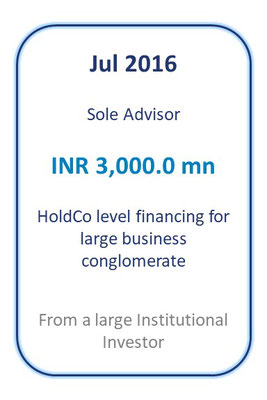 Jul 2016
Sole Advisor
INR 3,000.0 mn
HoldCo level financing for
large business
conglomerate
From a large Institutional
Investor